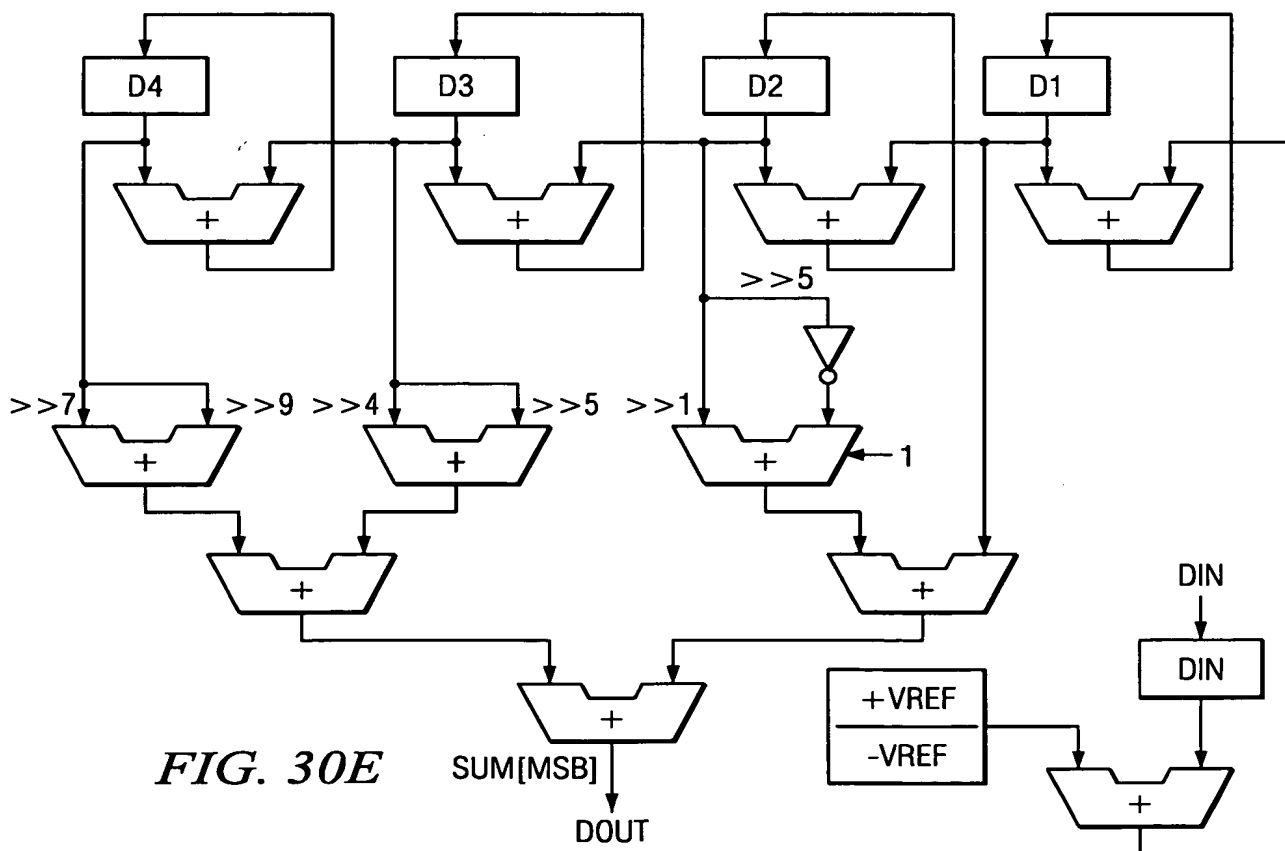 D4 D3 D2 D1
+ + + +
>>5
>>7 >>9 >>4 >>5 >>1
+ + + 1
+ +
DIN
DIN
+VREF
-VREF
+
+
SUM[MSB]
DOUT
FIG. 30E